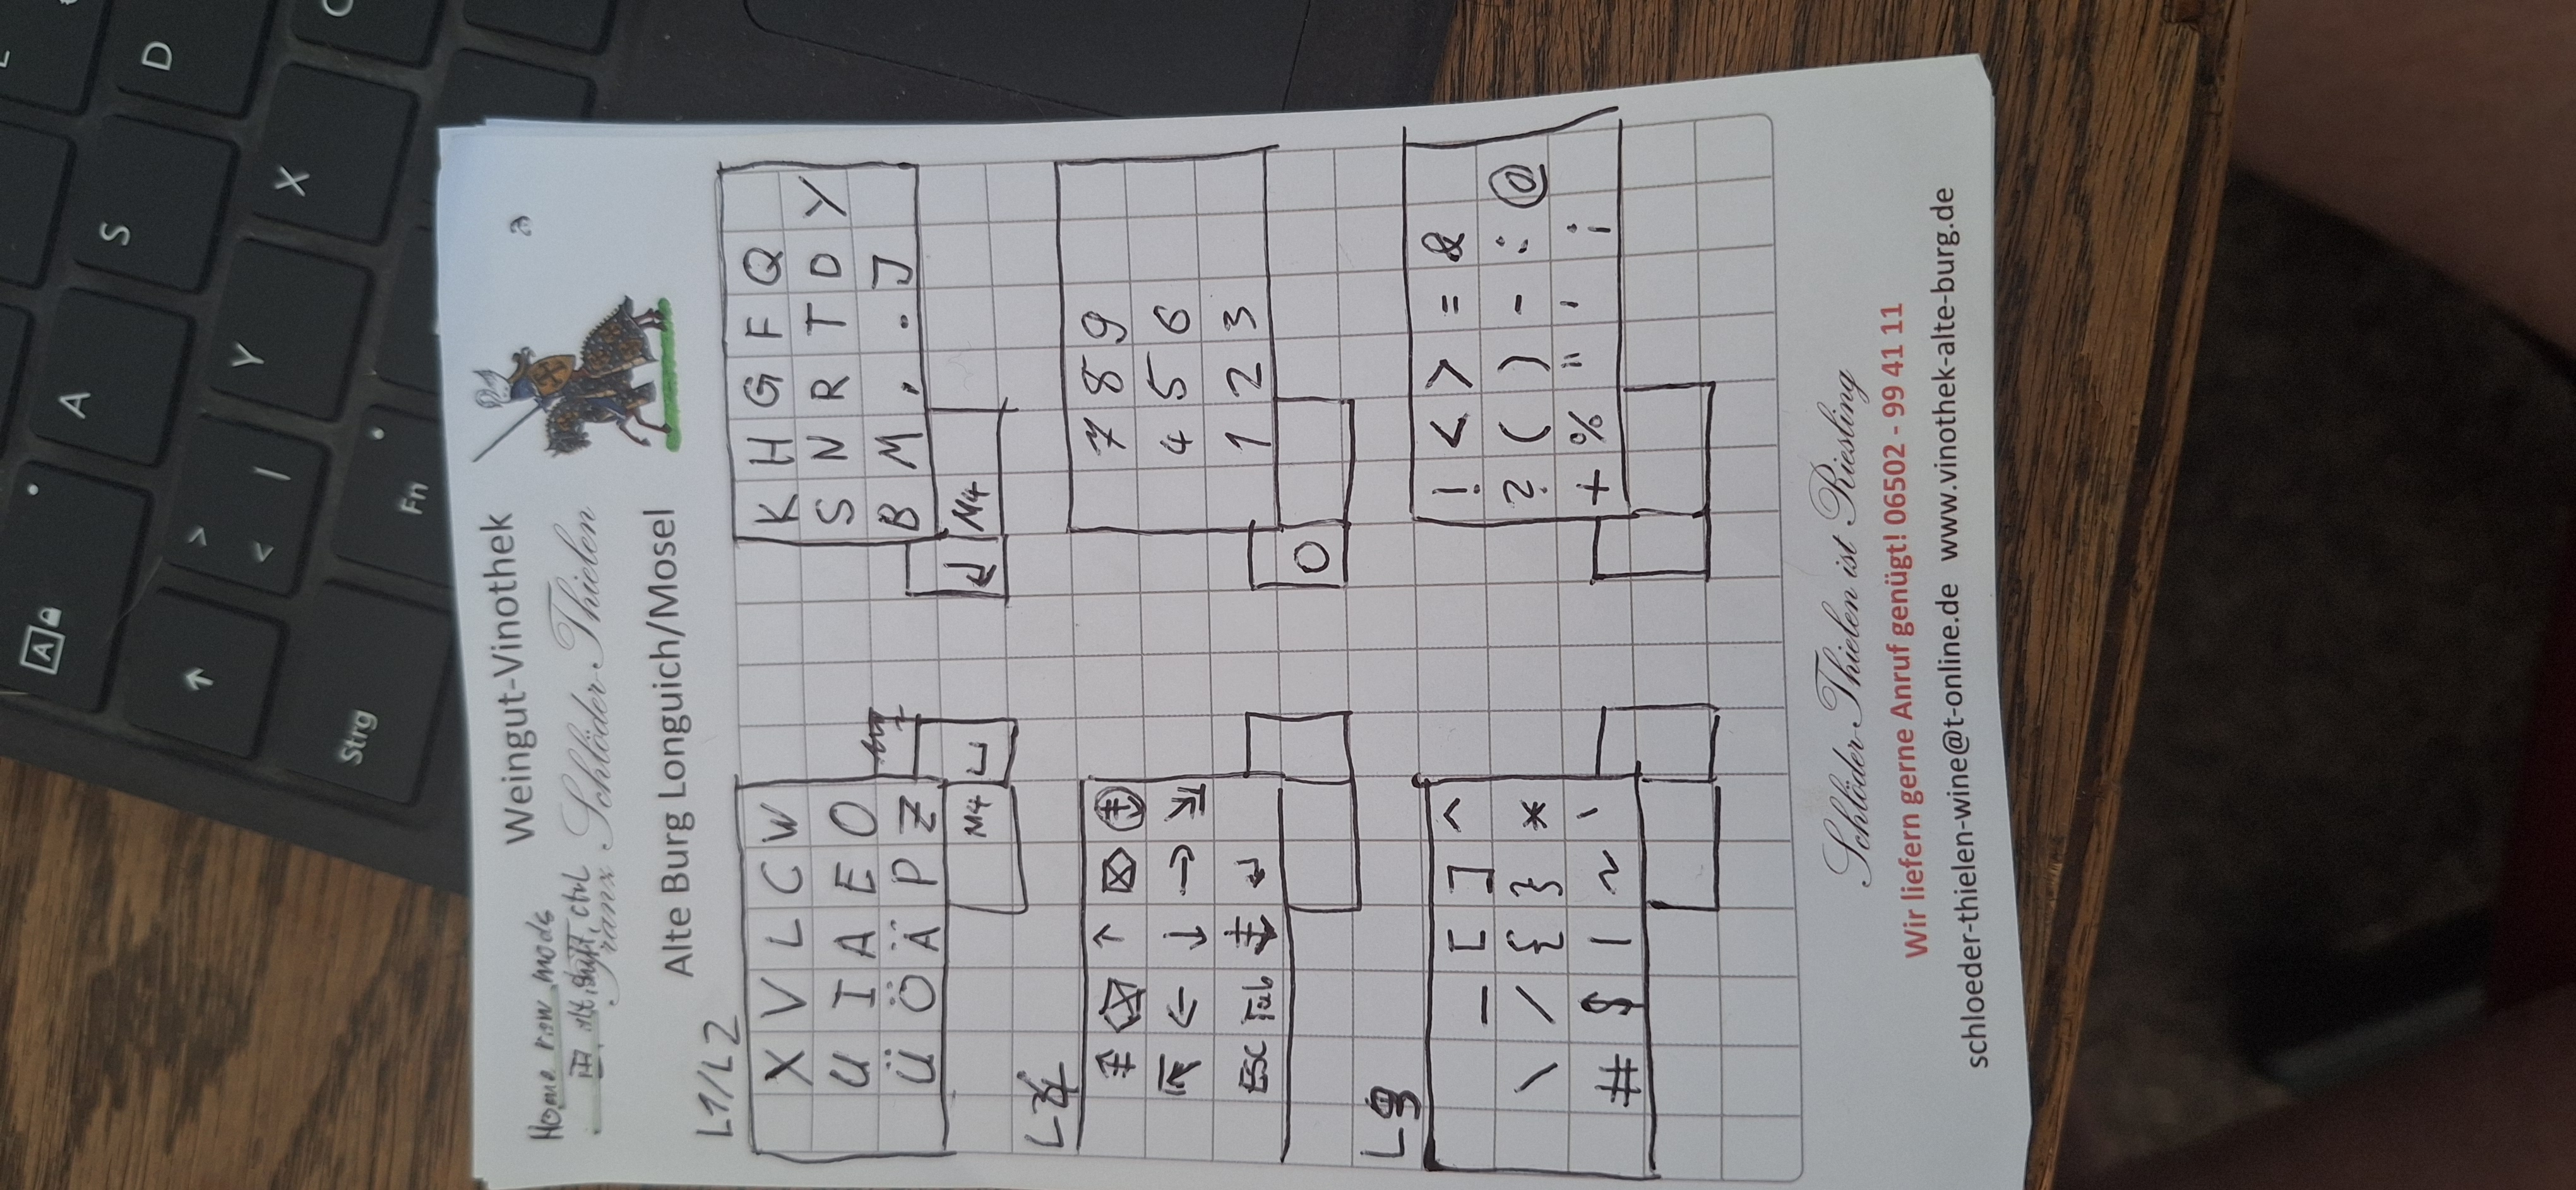 A
A
S
D
↑
>
< |
Y
X
Strg
Fn
Weingut-Vinothek
Home row mods
alt, shift, ctrl
Franz Schlöder-Thielen
Alte Burg Longuich/Mosel
L1/L2
X V L C W K H G F Q
U I A E O S N R T D Y
Ü Ö Ä P Z B M , . J
M4 ␣ ↲ M4
↑ 7 8 9
← ↓ → 4 5 6
ESC Tab ↲ 1 2 3
0
_ [ ] ^ ! < > = &
\ / { } * ? ( ) - : @
# $ | ~ ` + % " ' ;
Schlöder-Thielen ist Riesling
Wir liefern gerne Anruf genügt! 06502 - 99 41 11
schloeder-thielen-wine@t-online.de www.vinothek-alte-burg.de